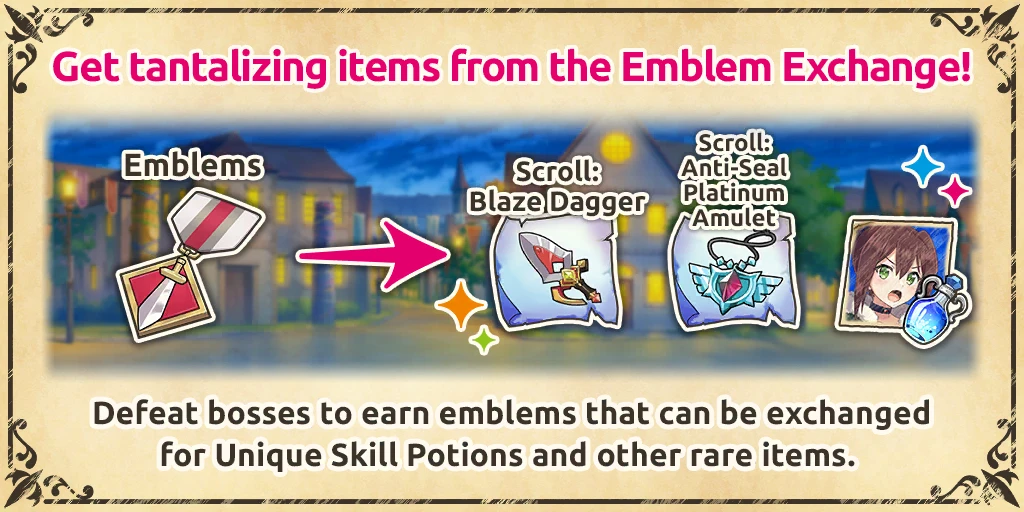 Get tantalizing items from the Emblem Exchange!
Emblems
Scroll:
Blaze Dagger
Scroll:
Anti-Seal
Platinum
Amulet
Defeat bosses to earn emblems that can be exchanged
for Unique Skill Potions and other rare items.